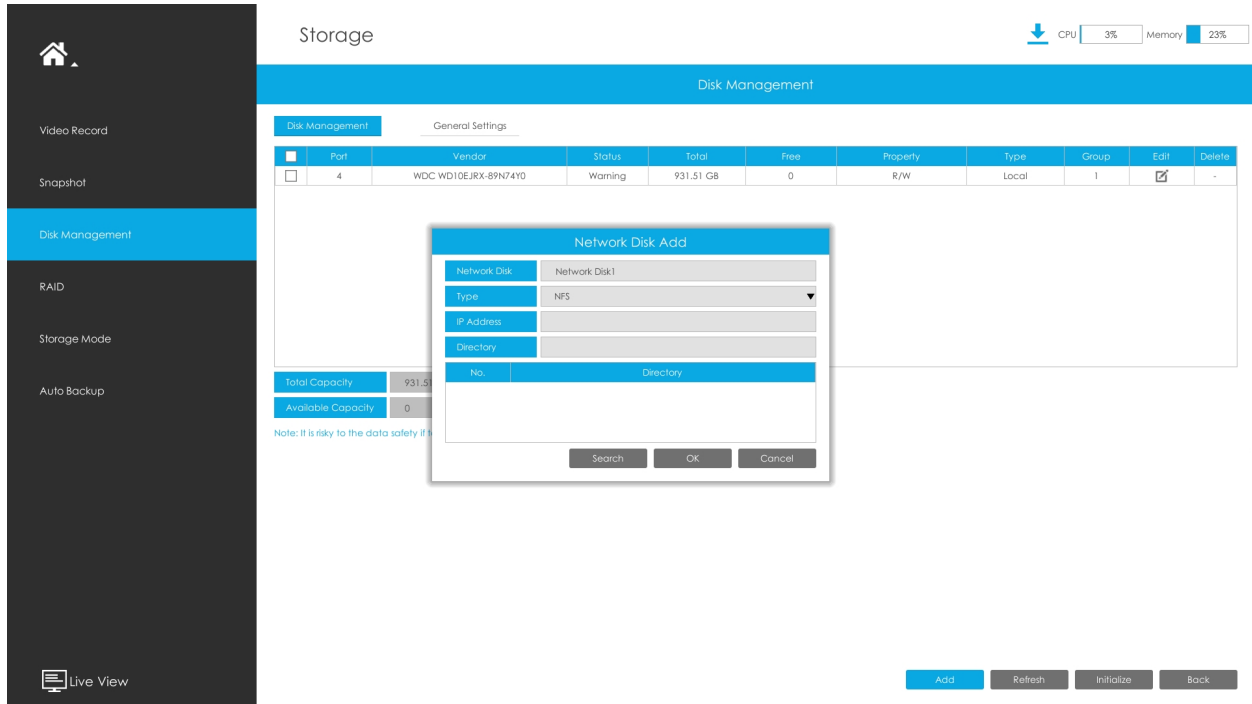 Storage
CPU 3% Memory 23%
Disk Management
Video Record
Snapshot
Disk Management
RAID
Storage Mode
Auto Backup
Live View
Disk Management General Settings
Port Vendor Status Total Free Property Type Group Edit Delete
4 WDC WD10EJRX-89N74Y0 Warning 931.51 GB 0 R/W Local 1 -
Network Disk Add
Network Disk Network Disk1
Type NFS
IP Address
Directory
No. Directory
Search OK Cancel
Total Capacity 931.51
Available Capacity 0
Note: It is risky to the data safety if
Add Refresh Initialize Back